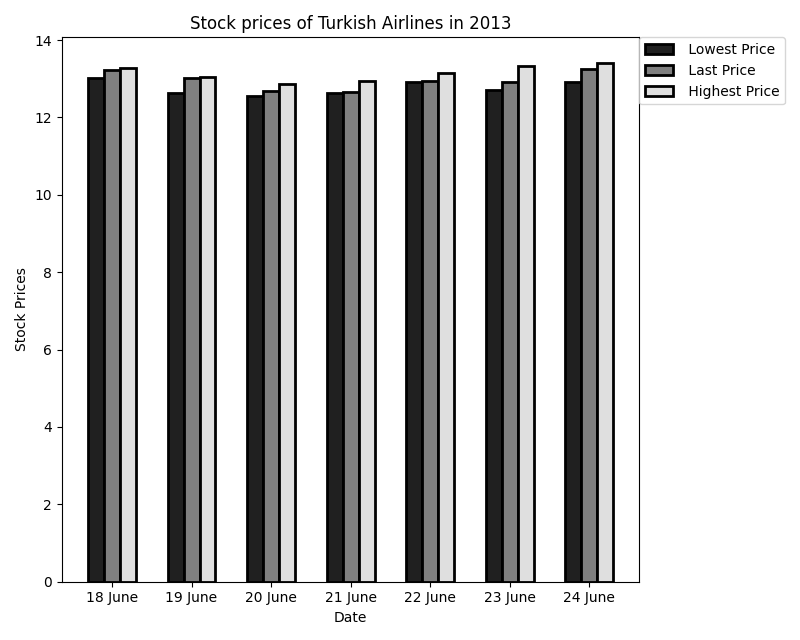 Stock prices of Turkish Airlines in 2013
Lowest Price
Last Price
Highest Price
14
12
10
8
6
4
2
0
Stock Prices
18 June
19 June
20 June
21 June
22 June
23 June
24 June
Date